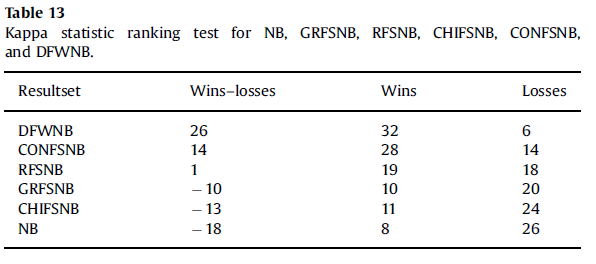 Table 13
Kappa statistic ranking test for NB, GRFSNB, RFSNB, CHIFSNB, CONFSNB,
and DFWNB.
Resultset Wins–losses Wins Losses
DFWNB 26 32 6
CONFSNB 14 28 14
RFSNB 1 19 18
GRFSNB – 10 10 20
CHIFSNB – 13 11 24
NB – 18 8 26